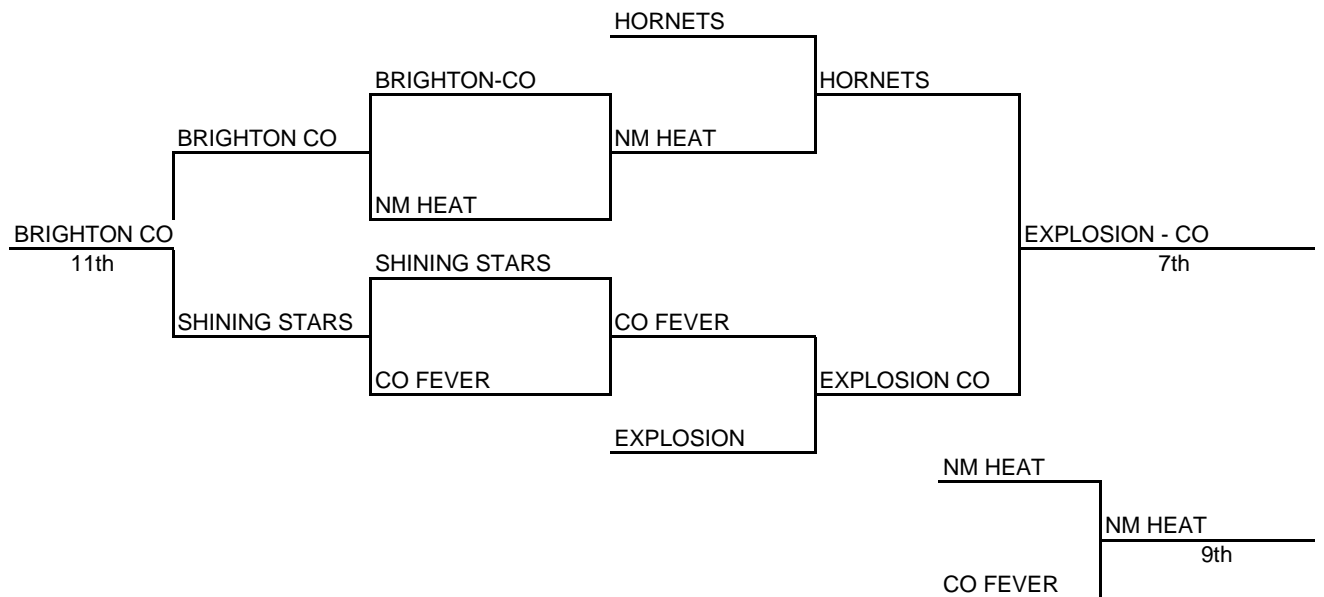 HORNETS
BRIGHTON-CO
HORNETS
BRIGHTON CO
NM HEAT
NM HEAT
BRIGHTON CO
EXPLOSION - CO
11th
SHINING STARS
7th
SHINING STARS
CO FEVER
CO FEVER
EXPLOSION CO
EXPLOSION
NM HEAT
NM HEAT
9th
CO FEVER